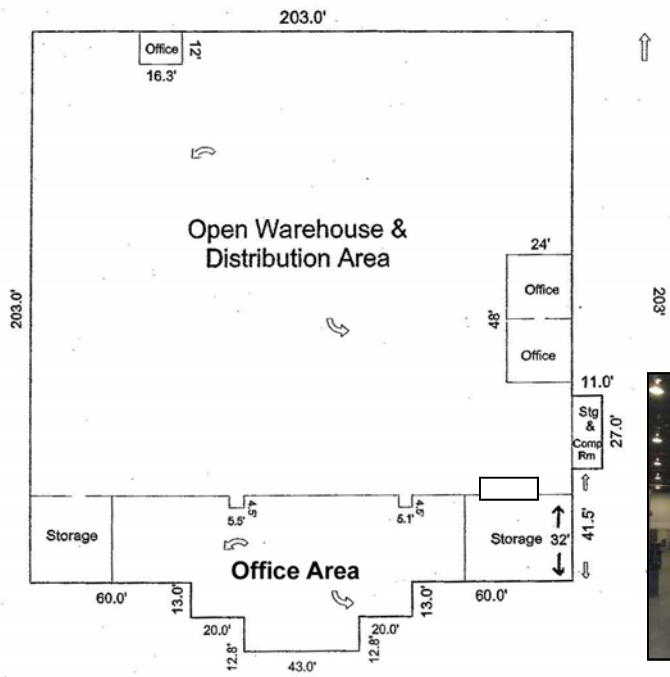 203.0'
Office
12'
16.3'
Open Warehouse &
Distribution Area
203.0'
24'
Office
48'
Office
203'
11.0'
Stg
&
Comp
Rm
27.0'
Storage
5.5'
4.5'
5.1'
4.5'
Storage
32'
41.5'
Office Area
60.0'
13.0'
13.0'
60.0'
20.0'
20.0'
12.8'
43.0'
12.8'